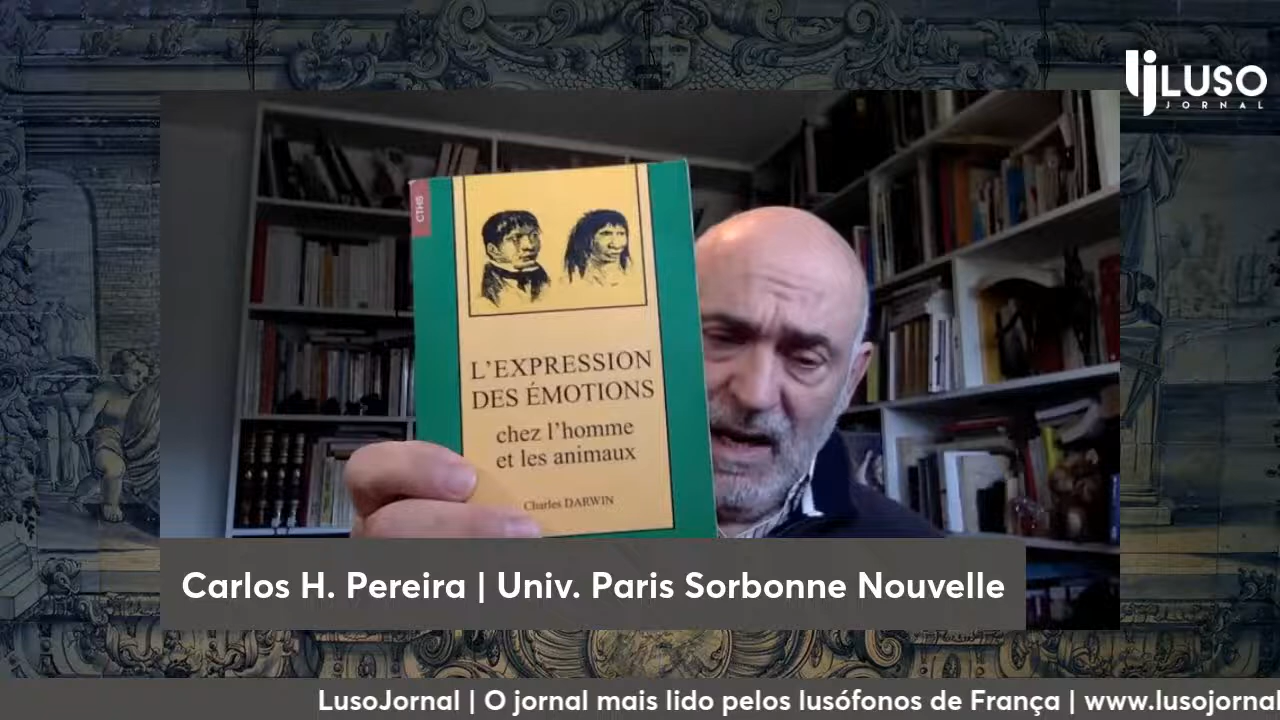 LUSO
JORNAL
CTHS
L'EXPRESSION
DES ÉMOTIONS
chez l'homme
et les animaux
Charles DARWIN
Carlos H. Pereira | Univ. Paris Sorbonne Nouvelle
LusoJornal | O jornal mais lido pelos lusófonos de França | www.lusojornal